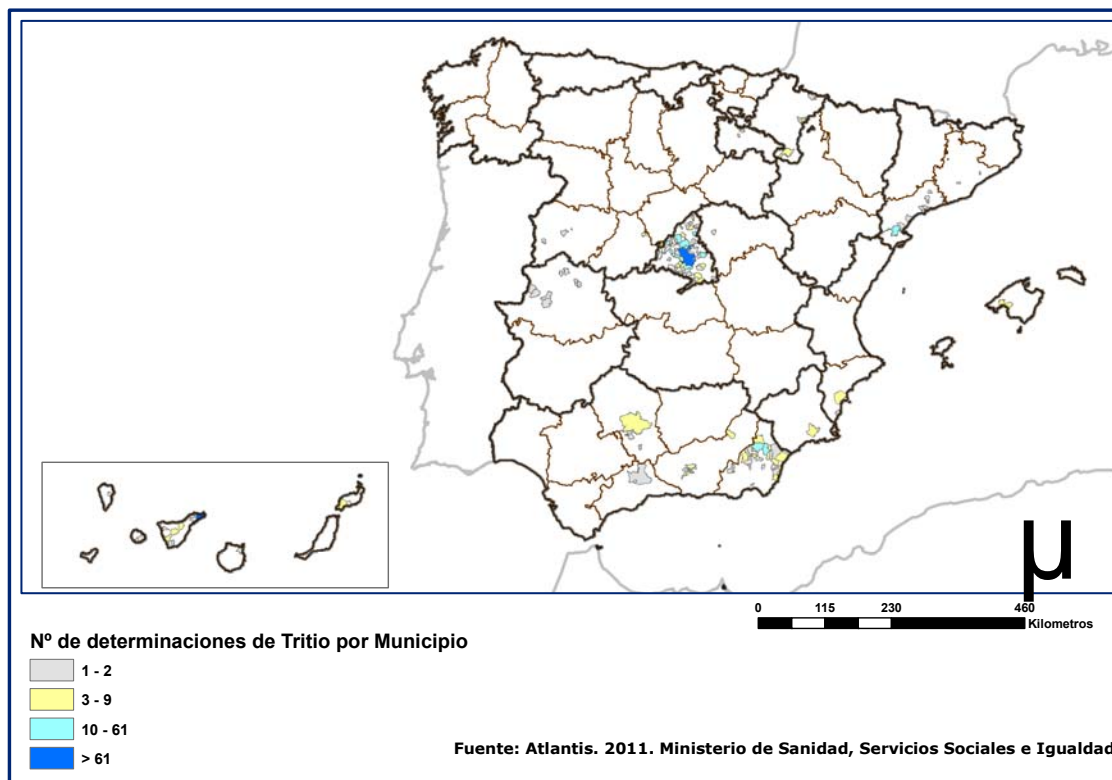 µ
0 115 230 460
Kilometros
Nº de determinaciones de Tritio por Municipio
1 - 2
3 - 9
10 - 61
> 61
Fuente: Atlantis. 2011. Ministerio de Sanidad, Servicios Sociales e Igualdad